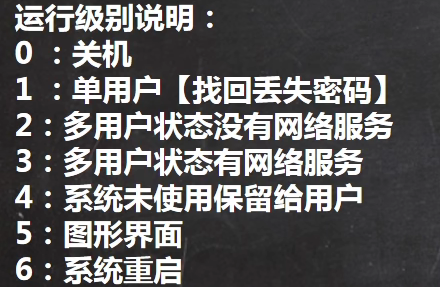 运行级别说明：
0 ：关机
1 ：单用户【找回丢失密码】
2：多用户状态没有网络服务
3：多用户状态有网络服务
4：系统未使用保留给用户
5：图形界面
6：系统重启